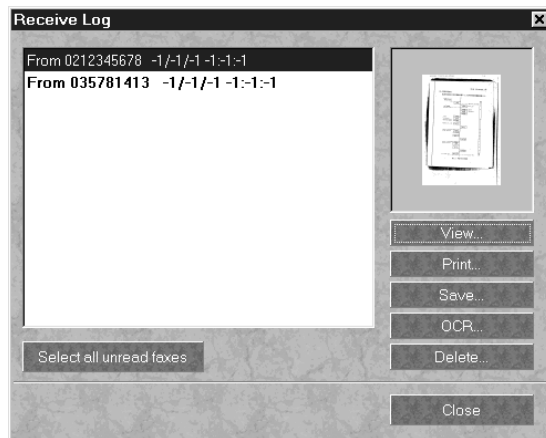 Receive Log
From 0212345678 -1/-1/-1 -1:-1:-1
From 035781413 -1/-1/-1 -1:-1:-1
View...
Print...
Save...
OCR...
Select all unread faxes
Delete...
Close